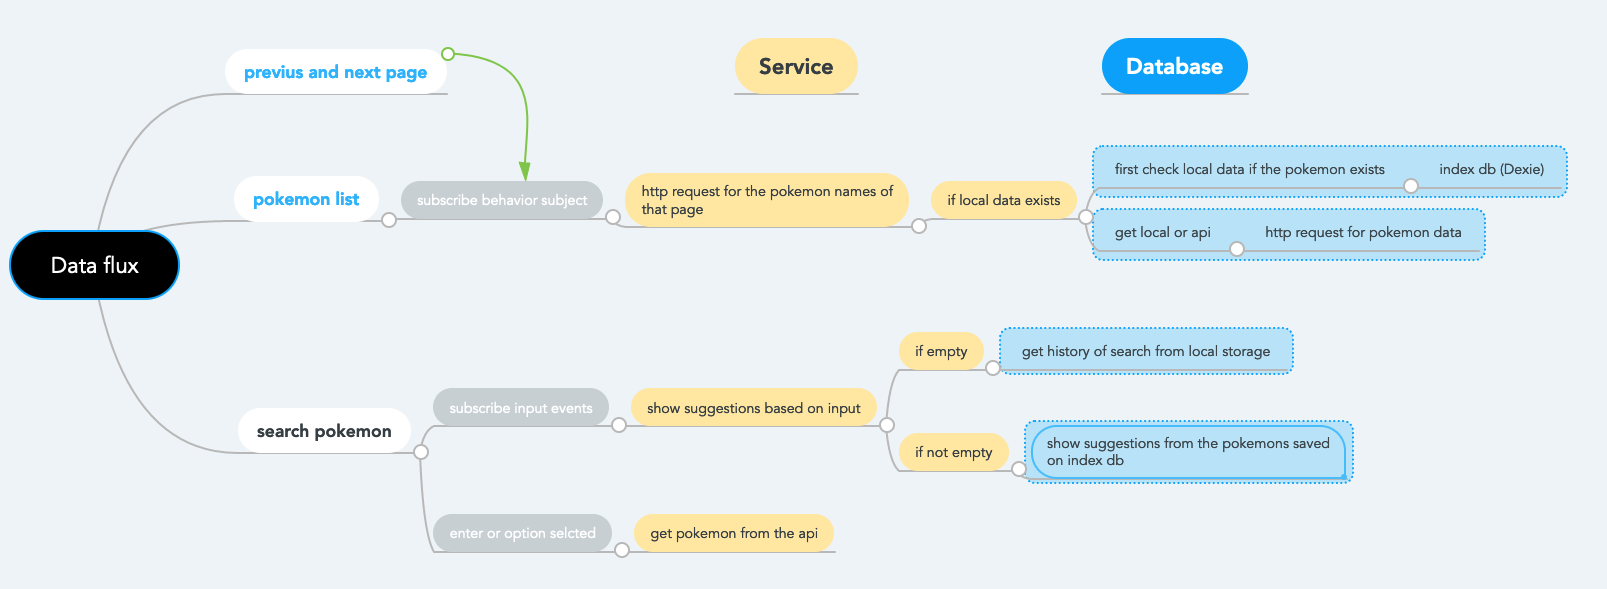 previus and next page
Service
Database
pokemon list
subscribe behavior subject
http request for the pokemon names of
that page
if local data exists
first check local data if the pokemon exists
index db (Dexie)
get local or api
http request for pokemon data
Data flux
search pokemon
subscribe input events
show suggestions based on input
if empty
get history of search from local storage
if not empty
show suggestions from the pokemons saved
on index db
enter or option selcted
get pokemon from the api